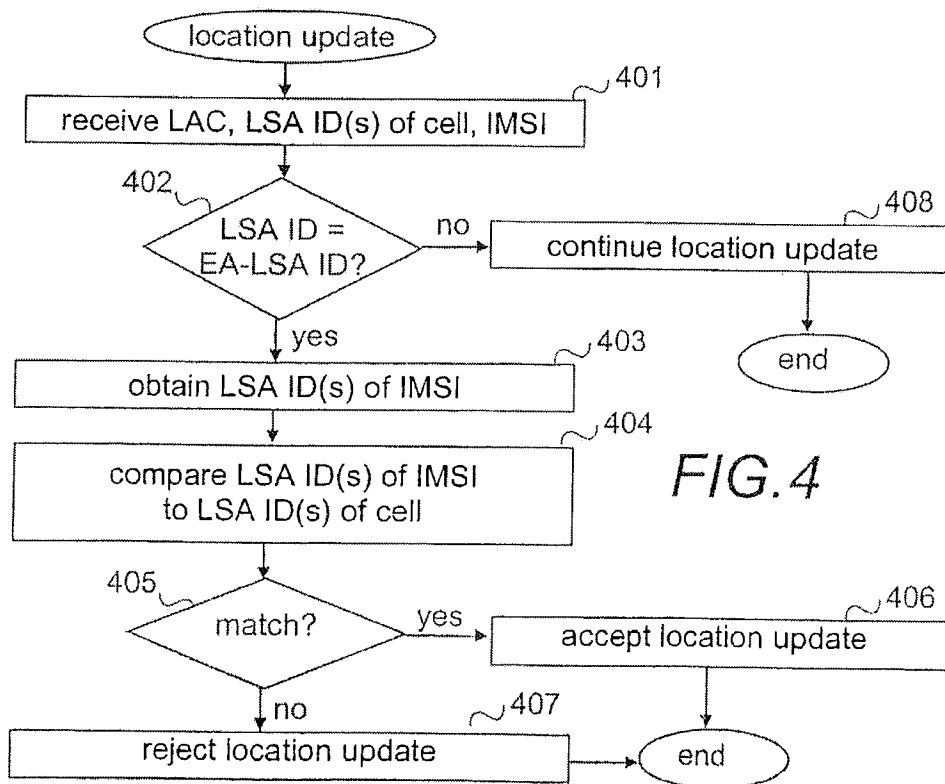 location update
401
receive LAC, LSA ID(s) of cell, IMSI
402
LSA ID =
EA-LSA ID?
no
408
continue location update
yes
end
403
obtain LSA ID(s) of IMSI
404
compare LSA ID(s) of IMSI
to LSA ID(s) of cell
FIG.4
405
match?
yes
406
accept location update
no
407
reject location update
end